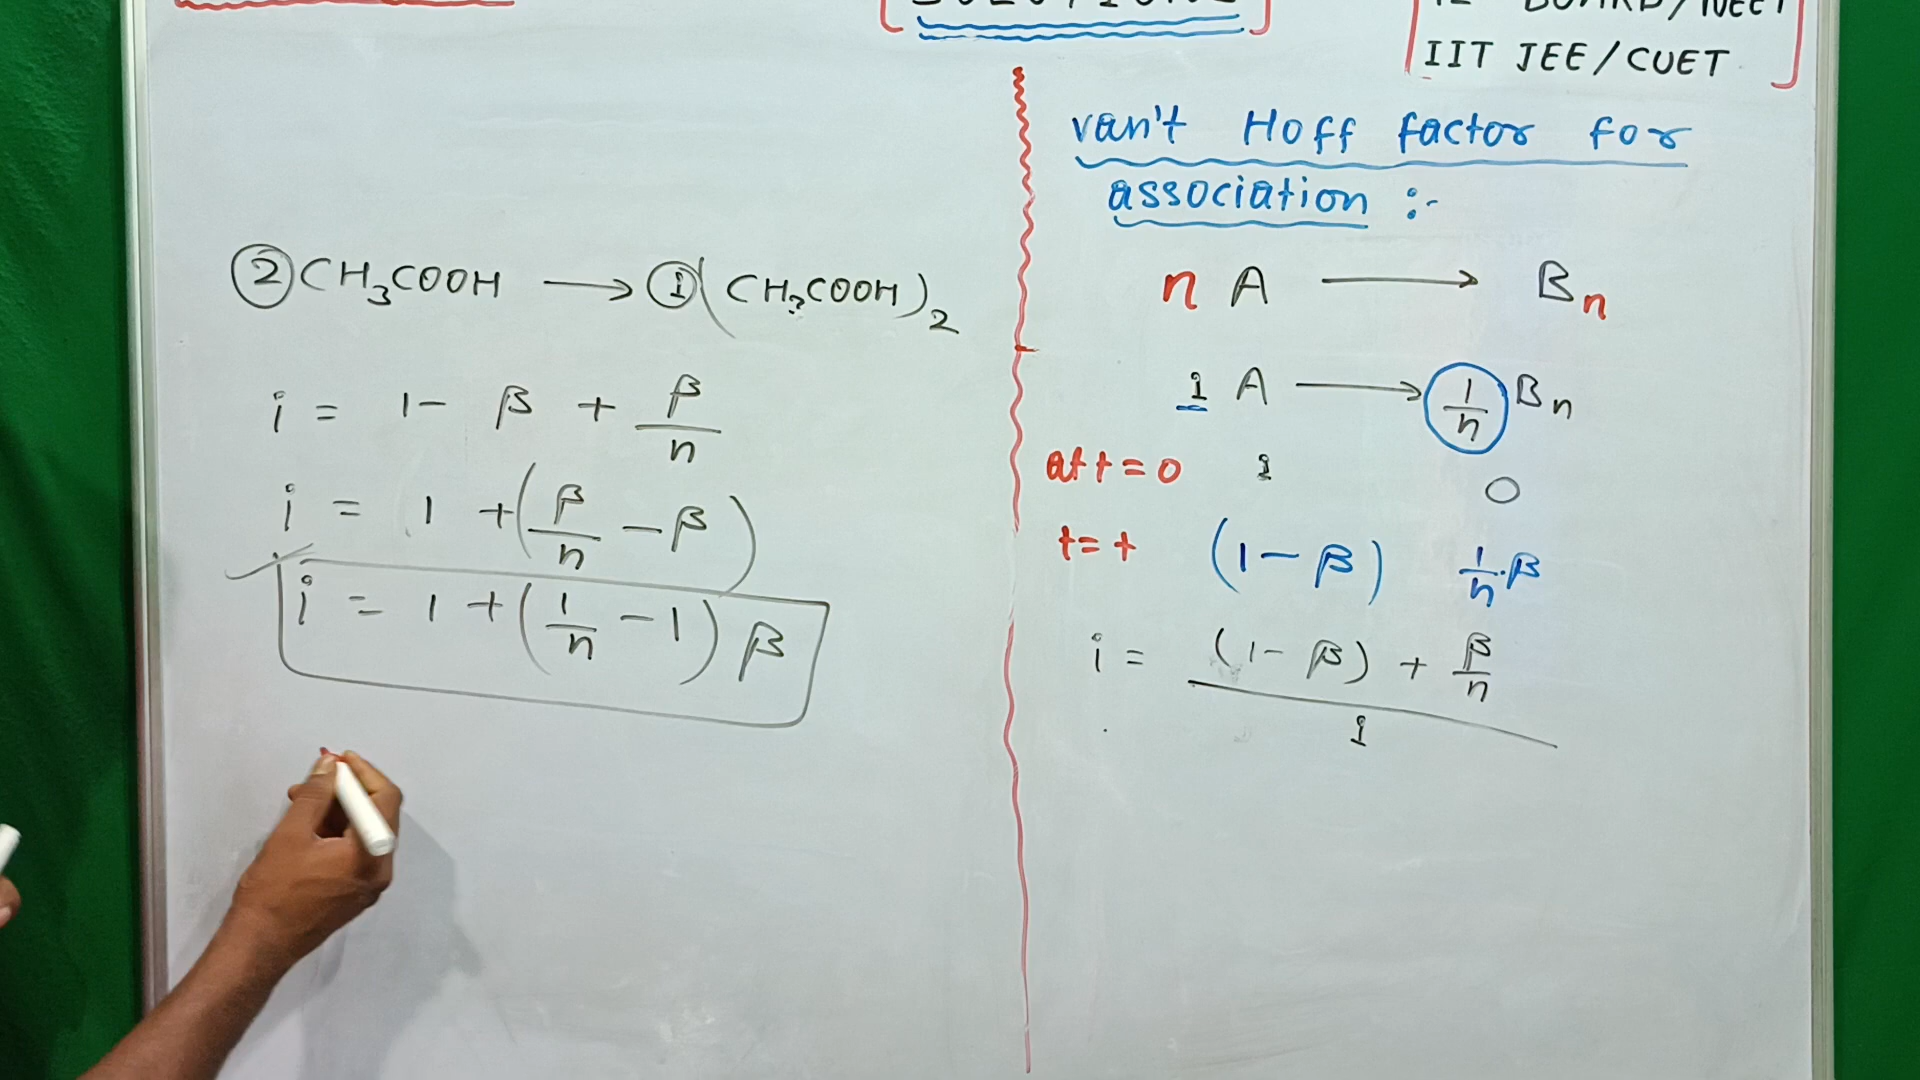 IIT JEE/CUET
van't Hoff factor for
association :-
n A ⟶ Bn
1 A ⟶ 1/n Bn
at t=0 1 0
t=t (1-β) 1/n·β
i = (1-β) + β/n / 1
② CH₃COOH ⟶ ① (CH₃COOH)₂
i = 1- β + β/n
i = 1 + (β/n - β)
i = 1 + (1/n - 1) β